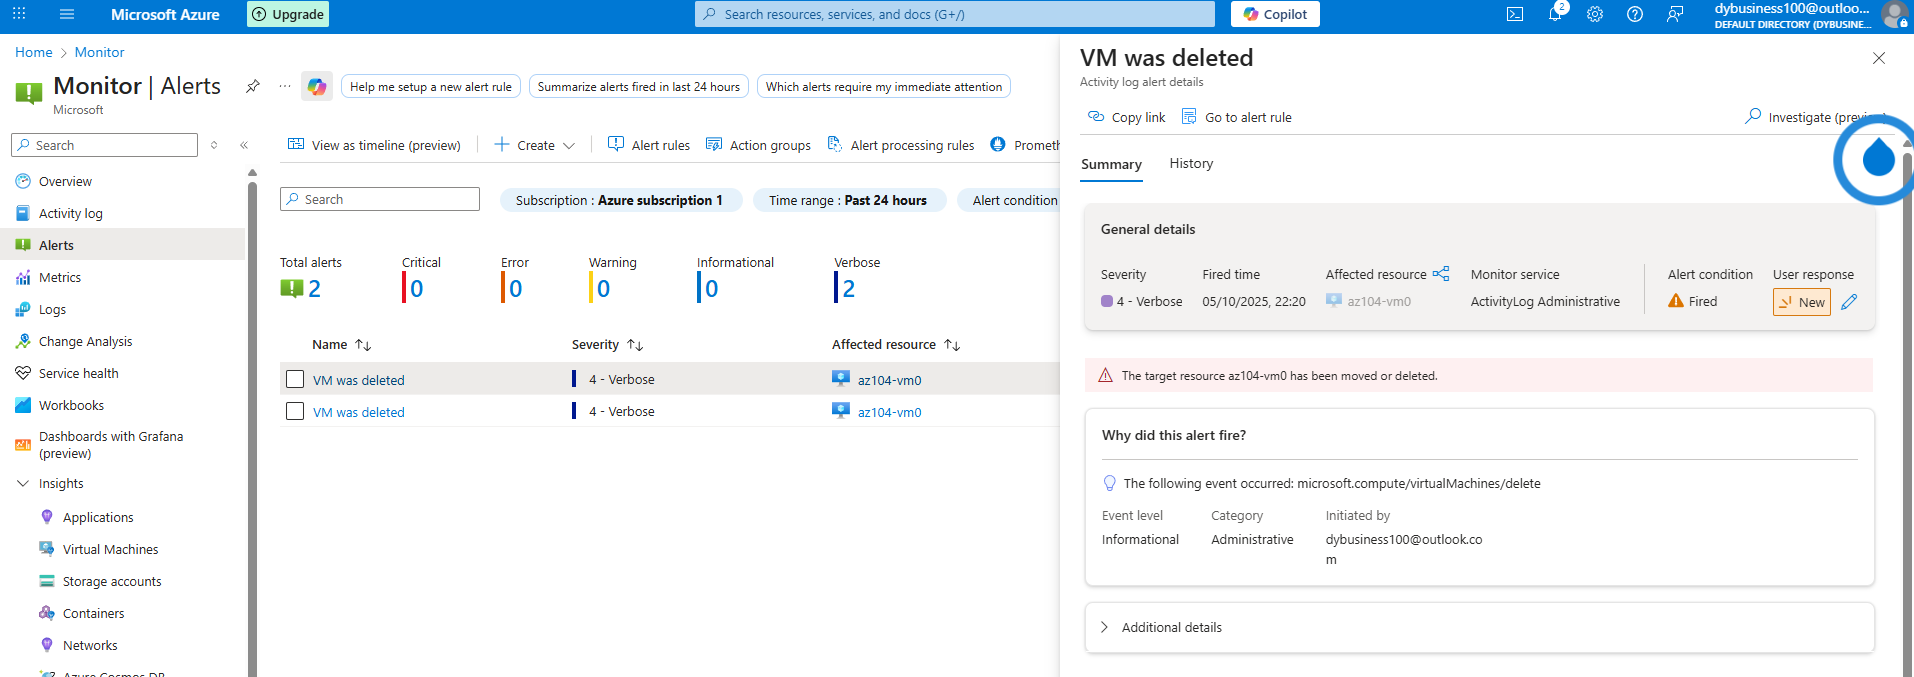 Microsoft Azure
Upgrade
Search resources, services, and docs (G+/)
Copilot
2
dybusiness100@outlook....
DEFAULT DIRECTORY (DYBUSINE...
Home > Monitor
Monitor | Alerts
Microsoft
...
Help me setup a new alert rule
Summarize alerts fired in last 24 hours
Which alerts require my immediate attention
Search
Overview
Activity log
Alerts
Metrics
Logs
Change Analysis
Service health
Workbooks
Dashboards with Grafana
(preview)
Insights
Applications
Virtual Machines
Storage accounts
Containers
Networks
Azure Cosmos DB
View as timeline (preview)
Create
Alert rules
Action groups
Alert processing rules
Prometh
Search
Subscription : Azure subscription 1
Time range : Past 24 hours
Alert condition
Total alerts
2
Critical
0
Error
0
Warning
0
Informational
0
Verbose
2
Name Severity Affected resource
VM was deleted 4 - Verbose az104-vm0
VM was deleted 4 - Verbose az104-vm0
VM was deleted
Activity log alert details
Copy link
Go to alert rule
Investigate (preview)
Summary
History
General details
Severity
4 - Verbose
Fired time
05/10/2025, 22:20
Affected resource
az104-vm0
Monitor service
ActivityLog Administrative
Alert condition
Fired
User response
New
The target resource az104-vm0 has been moved or deleted.
Why did this alert fire?
The following event occurred: microsoft.compute/virtualMachines/delete
Event level
Informational
Category
Administrative
Initiated by
dybusiness100@outlook.co
m
Additional details